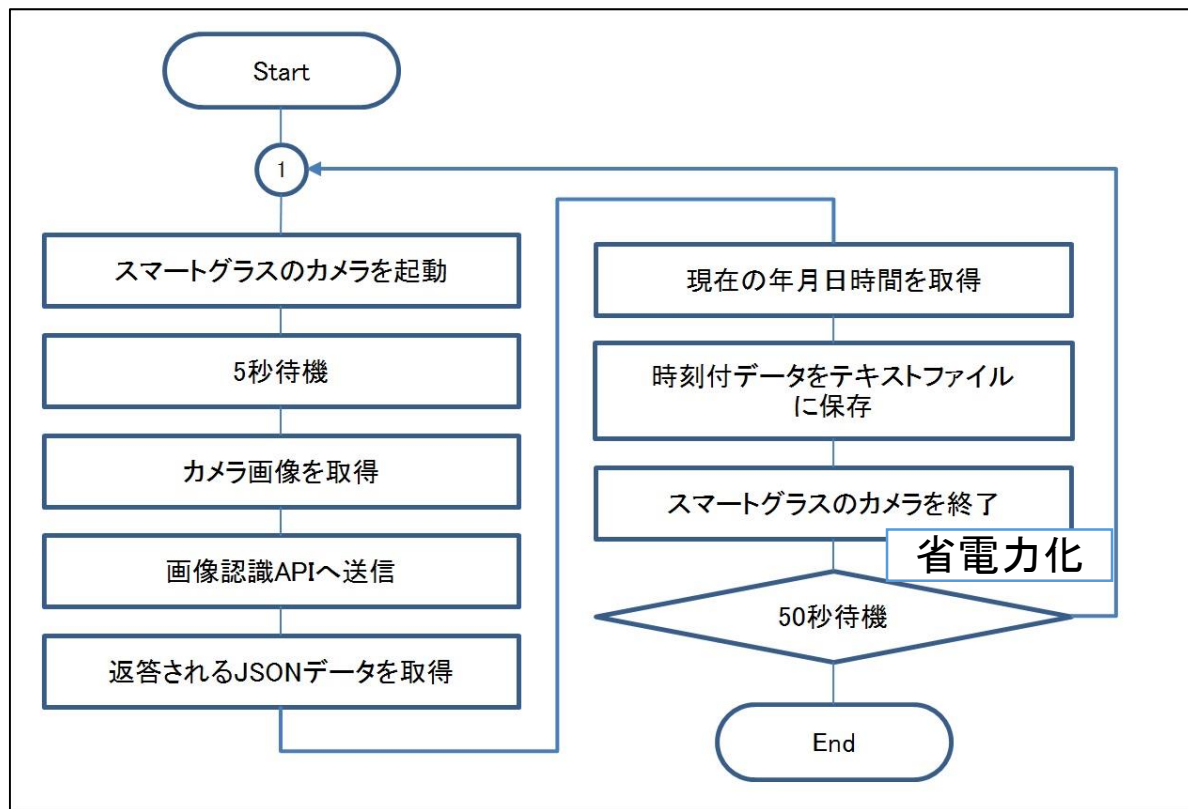 Start
1
スマートグラスのカメラを起動
5秒待機
カメラ画像を取得
画像認識APIへ送信
返答されるJSONデータを取得
現在の年月日時間を取得
時刻付データをテキストファイル
に保存
スマートグラスのカメラを終了
省電力化
50秒待機
End